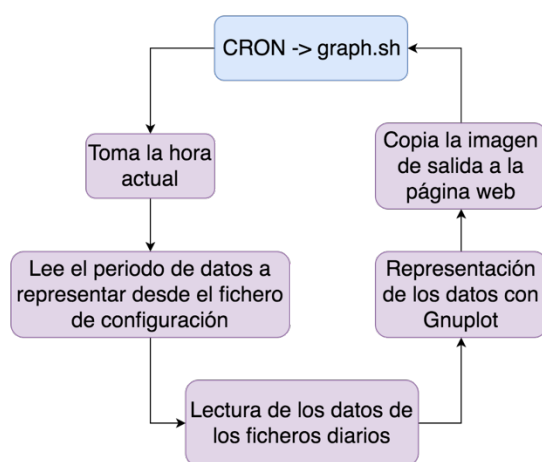 CRON -> graph.sh
Toma la hora
actual
Lee el periodo de datos a
representar desde el fichero
de configuración
Lectura de los datos de
los ficheros diarios
Representación
de los datos con
Gnuplot
Copia la imagen
de salida a la
página web